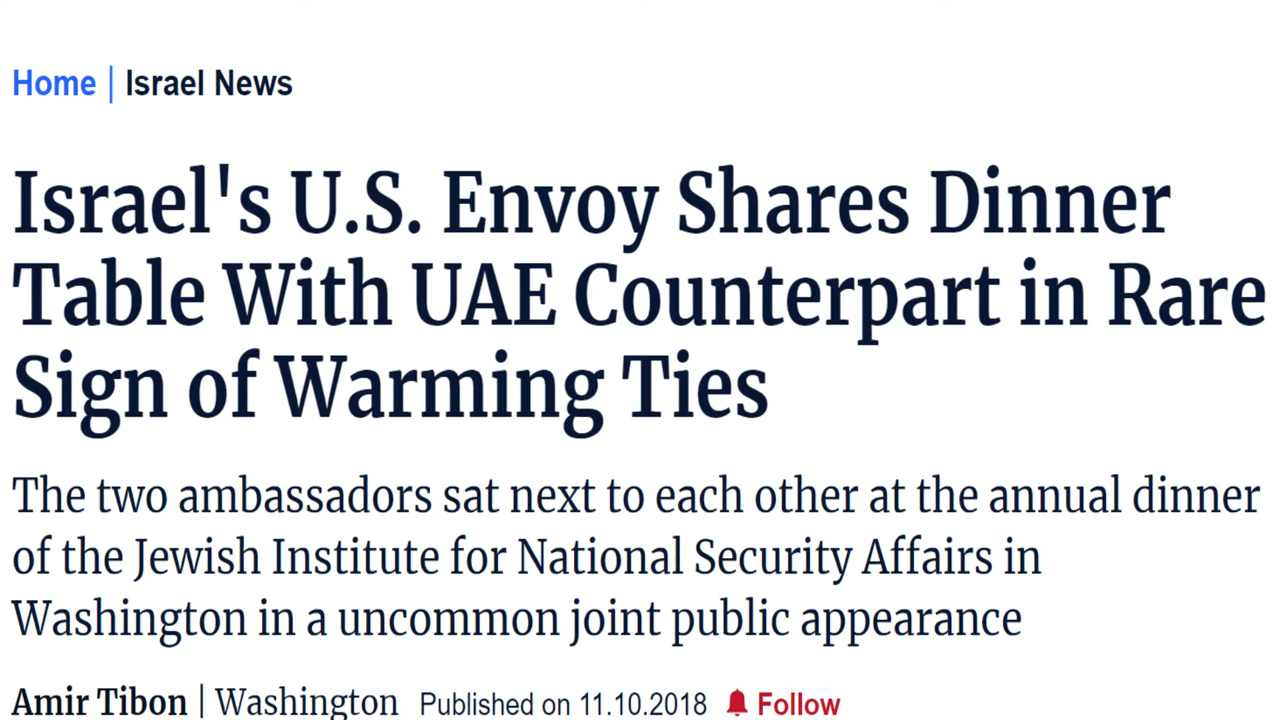 Home | Israel News
Israel's U.S. Envoy Shares Dinner
Table With UAE Counterpart in Rare
Sign of Warming Ties
The two ambassadors sat next to each other at the annual dinner
of the Jewish Institute for National Security Affairs in
Washington in a uncommon joint public appearance
Amir Tibon | Washington Published on 11.10.2018 Follow